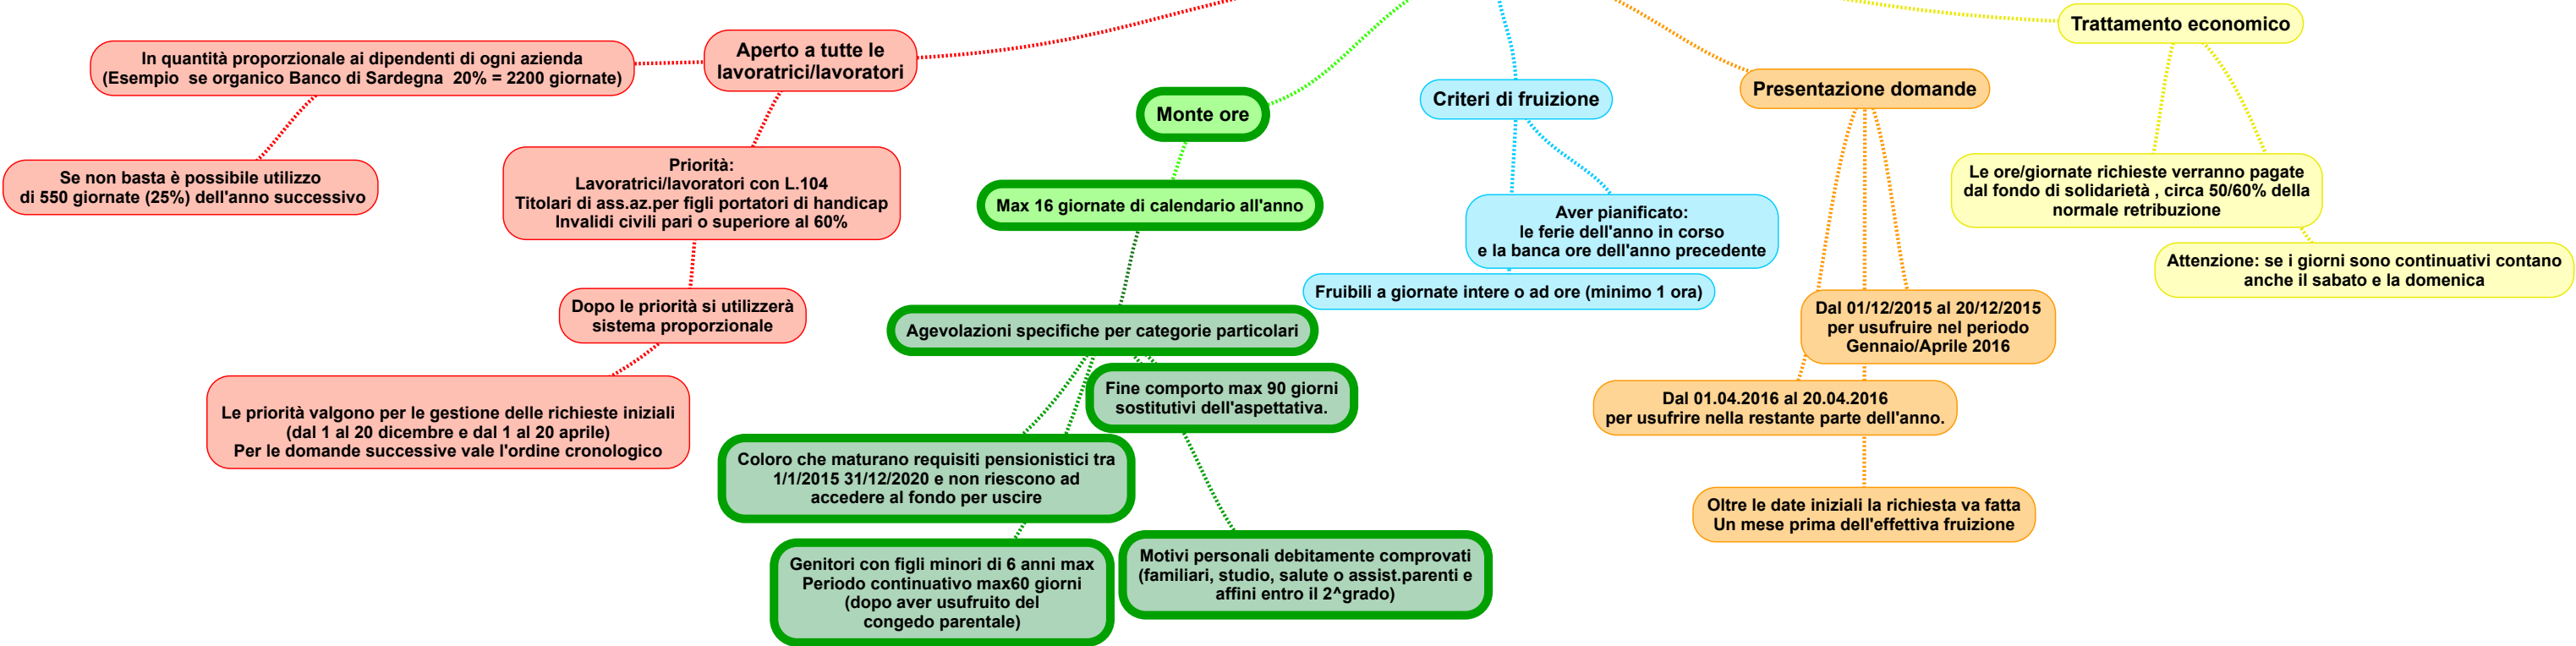 In quantità proporzionale ai dipendenti di ogni azienda
(Esempio  se organico Banco di Sardegna  20% = 2200 giornate)
Se non basta è possibile utilizzo
di 550 giornate (25%) dell'anno successivo
Aperto a tutte le
lavoratrici/lavoratori
Priorità:
Lavoratrici/lavoratori con L.104
Titolari di ass.az.per figli portatori di handicap
Invalidi civili pari o superiore al 60%
Dopo le priorità si utilizzerà
sistema proporzionale
Le priorità valgono per le gestione delle richieste iniziali
(dal 1 al 20 dicembre e dal 1 al 20 aprile)
Per le domande successive vale l'ordine cronologico
Monte ore
Max 16 giornate di calendario all'anno
Agevolazioni specifiche per categorie particolari
Fine comporto max 90 giorni
sostitutivi dell'aspettativa.
Coloro che maturano requisiti pensionistici tra
1/1/2015 31/12/2020 e non riescono ad
accedere al fondo per uscire
Genitori con figli minori di 6 anni max
Periodo continuativo max60 giorni
(dopo aver usufruito del
congedo parentale)
Motivi personali debitamente comprovati
(familiari, studio, salute o assist.parenti e
affini entro il 2^grado)
Criteri di fruizione
Aver pianificato:
le ferie dell'anno in corso
e la banca ore dell'anno precedente
Fruibili a giornate intere o ad ore (minimo 1 ora)
Presentazione domande
Dal 01/12/2015 al 20/12/2015
per usufruire nel periodo
Gennaio/Aprile 2016
Dal 01.04.2016 al 20.04.2016
per usufrire nella restante parte dell'anno.
Oltre le date iniziali la richiesta va fatta
Un mese prima dell'effettiva fruizione
Trattamento economico
Le ore/giornate richieste verranno pagate
dal fondo di solidarietà , circa 50/60% della
normale retribuzione
Attenzione: se i giorni sono continuativi contano
anche il sabato e la domenica